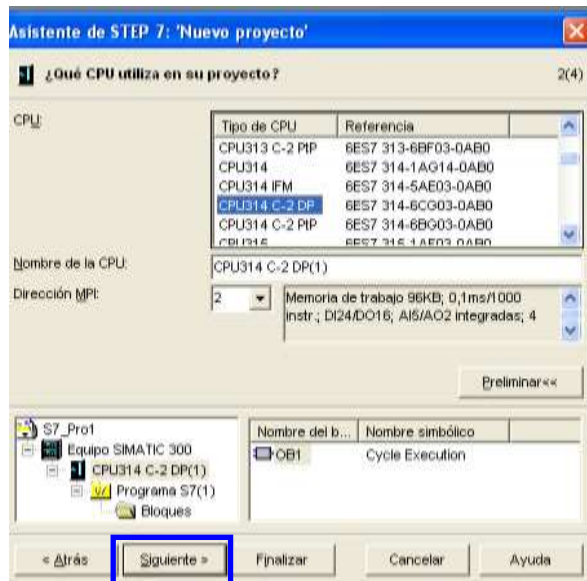 Asistente de STEP 7: 'Nuevo proyecto'
¿Qué CPU utiliza en su proyecto? 2(4)
CPU:
Tipo de CPU Referencia
CPU313 C-2 PtP 6ES7 313-6BF03-0AB0
CPU314 6ES7 314-1AG14-0AB0
CPU314 IFM 6ES7 314-5AE03-0AB0
CPU314 C-2 DP 6ES7 314-6CG03-0AB0
CPU314 C-2 PtP 6ES7 314-6BG03-0AB0
CPU315 6ES7 315-1AF03-0AB0
Nombre de la CPU: CPU314 C-2 DP(1)
Dirección MPI: 2
Memoria de trabajo 96KB; 0,1ms/1000
instr.; DI24/DO16; AI5/AO2 integradas; 4
Preliminar<<
S7_Pro1
Equipo SIMATIC 300
CPU314 C-2 DP(1)
Programa S7(1)
Bloques
Nombre del b... Nombre simbólico
OB1 Cycle Execution
< Atrás Siguiente > Finalizar Cancelar Ayuda